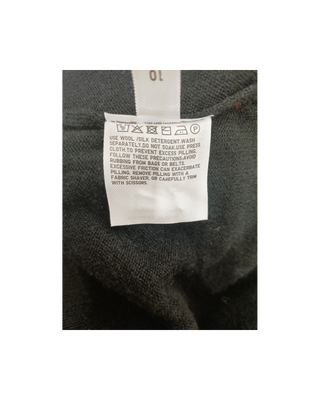 10
USE WOOL /SILK DETERGENT.WASH
SEPARATELY.DO NOT SOAK.USE PRESS
CLOTH.TO PREVENT EXCESS PILLING,
FOLLOW THESE PRECAUTIONS.AVOID
RUBBING FROM BAGS OR BELTS.
EXCESSIVE FRICTION CAN EXACERBATE
PILLING. REMOVE PILLING WITH A
FABRIC SHAVER, OR CAREFULLY TRIM
WITH SCISSORS.